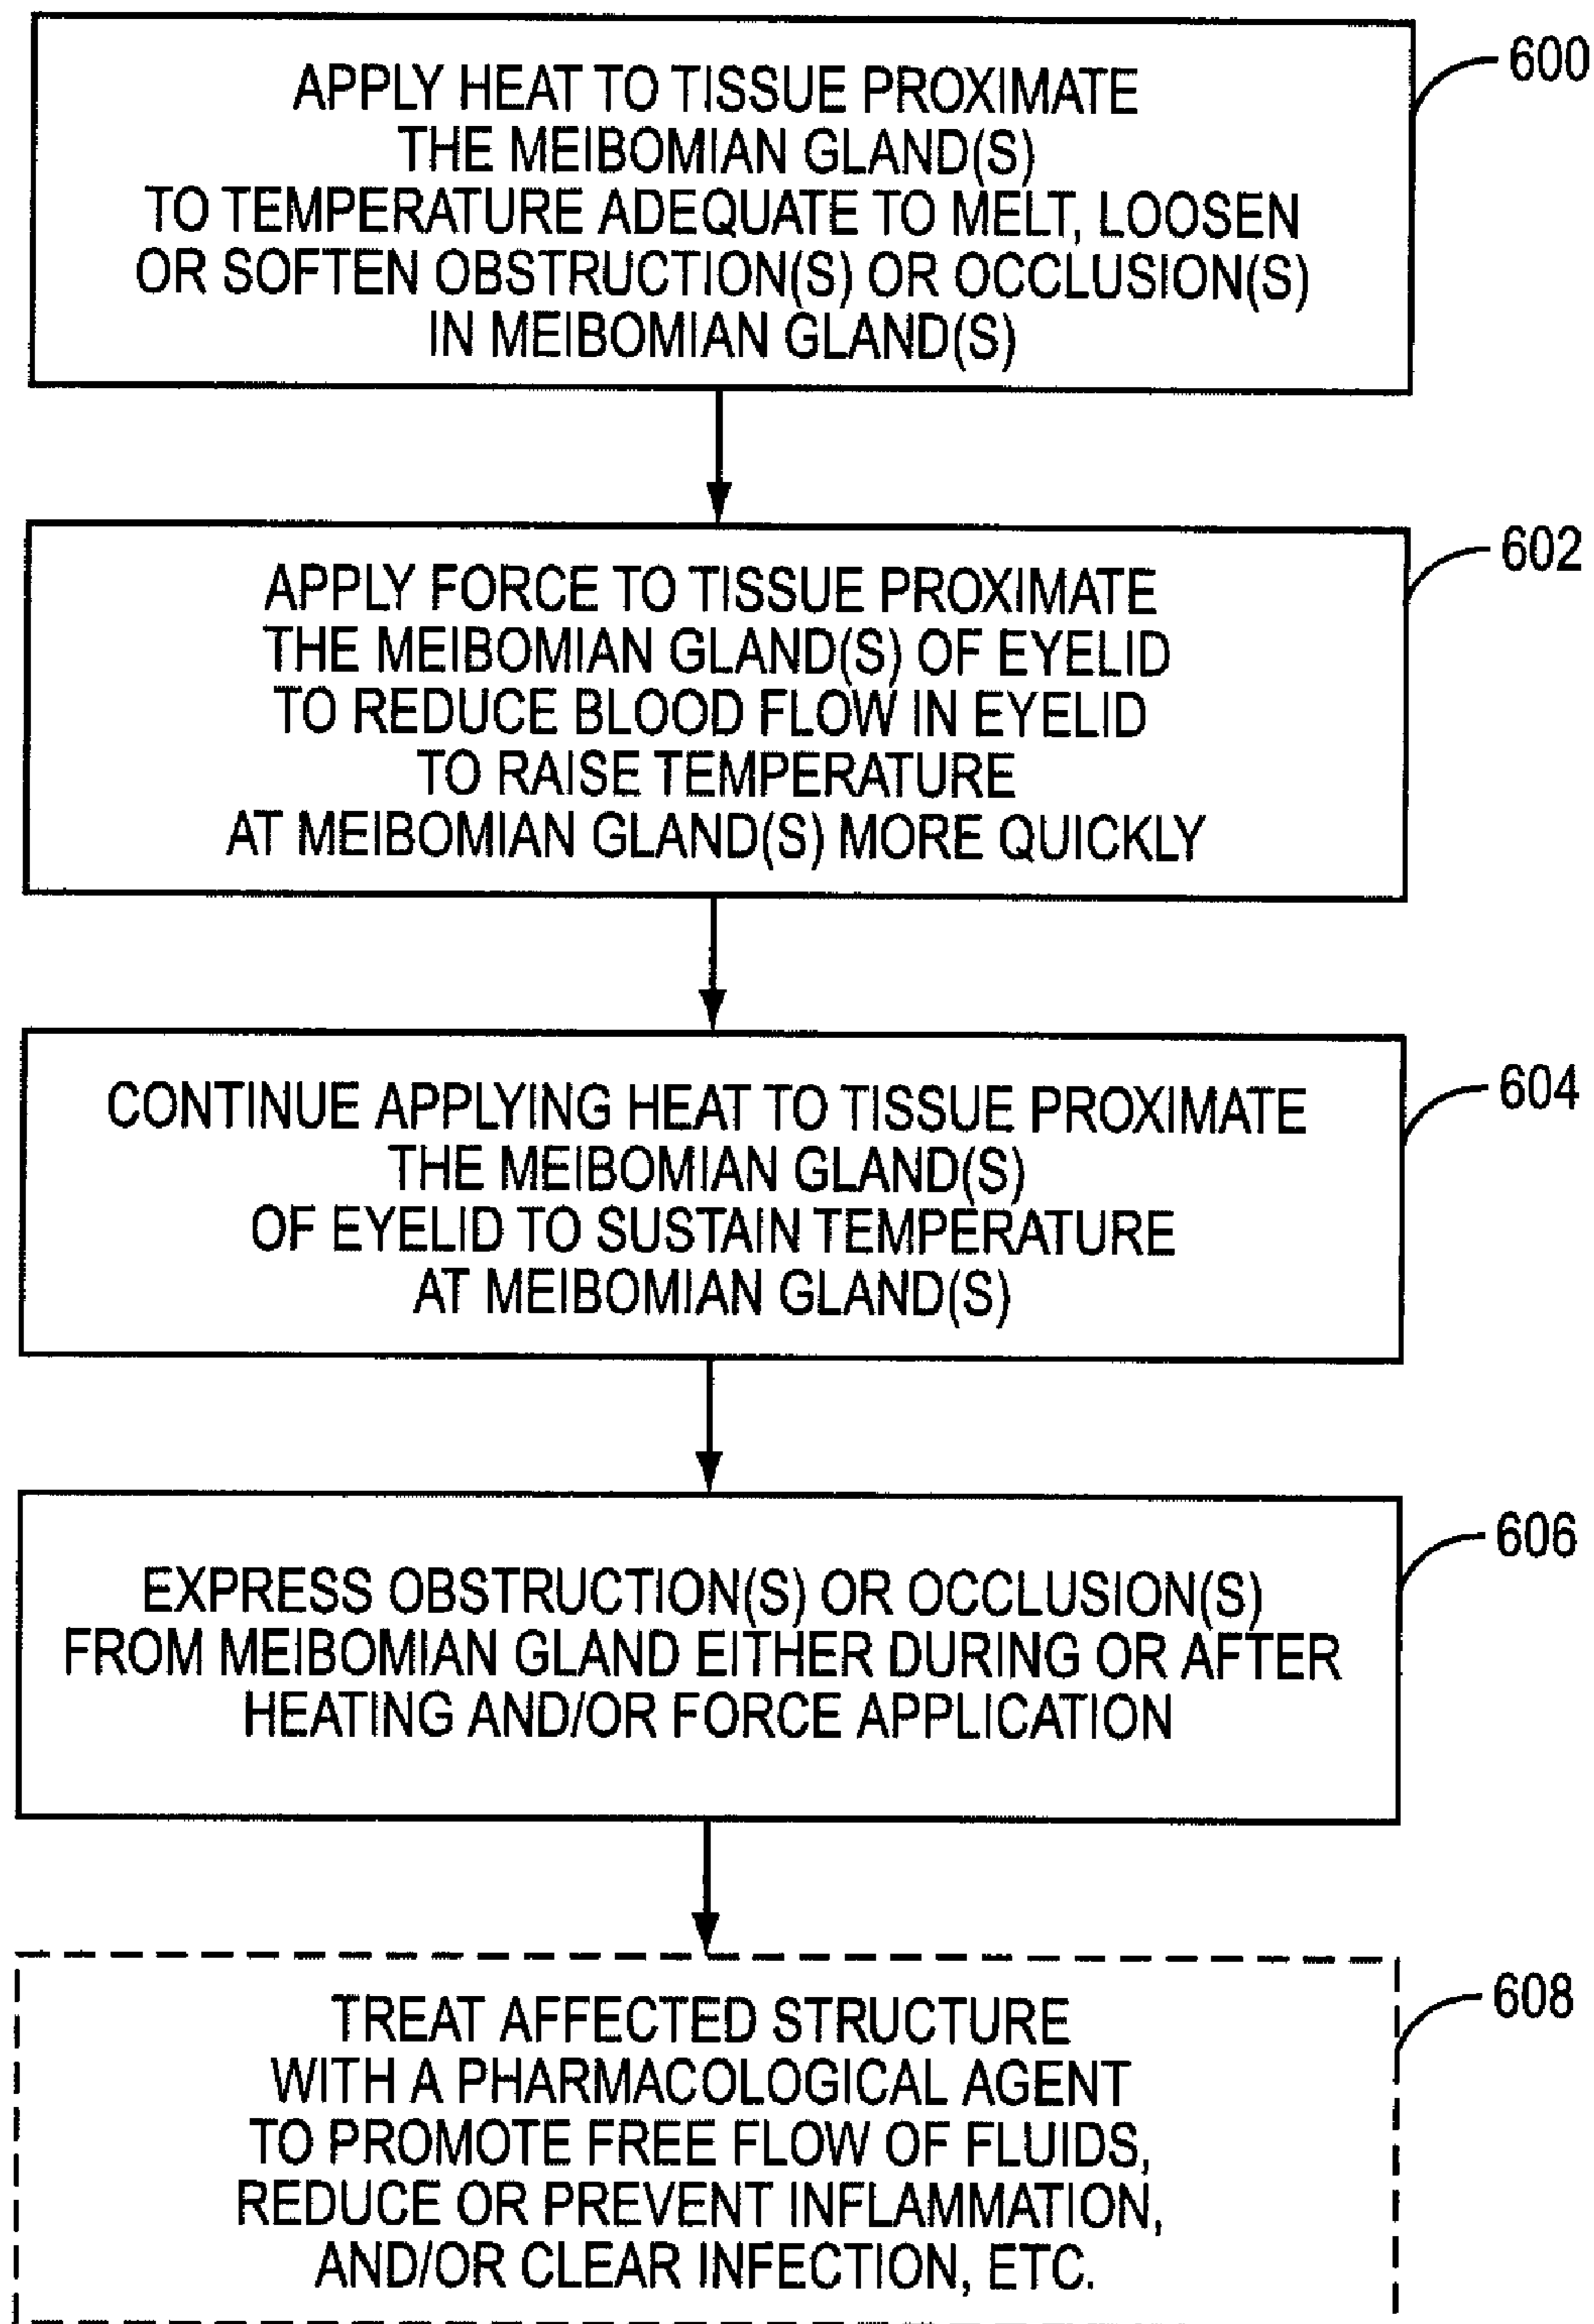 APPLY HEAT TO TISSUE PROXIMATE
THE MEIBOMIAN GLAND(S)
TO TEMPERATURE ADEQUATE TO MELT, LOOSEN
OR SOFTEN OBSTRUCTION(S) OR OCCLUSION(S)
IN MEIBOMIAN GLAND(S)
600
APPLY FORCE TO TISSUE PROXIMATE
THE MEIBOMIAN GLAND(S) OF EYELID
TO REDUCE BLOOD FLOW IN EYELID
TO RAISE TEMPERATURE
AT MEIBOMIAN GLAND(S) MORE QUICKLY
602
CONTINUE APPLYING HEAT TO TISSUE PROXIMATE
THE MEIBOMIAN GLAND(S)
OF EYELID TO SUSTAIN TEMPERATURE
AT MEIBOMIAN GLAND(S)
604
EXPRESS OBSTRUCTION(S) OR OCCLUSION(S)
FROM MEIBOMIAN GLAND EITHER DURING OR AFTER
HEATING AND/OR FORCE APPLICATION
606
TREAT AFFECTED STRUCTURE
WITH A PHARMACOLOGICAL AGENT
TO PROMOTE FREE FLOW OF FLUIDS,
REDUCE OR PREVENT INFLAMMATION,
AND/OR CLEAR INFECTION, ETC.
608